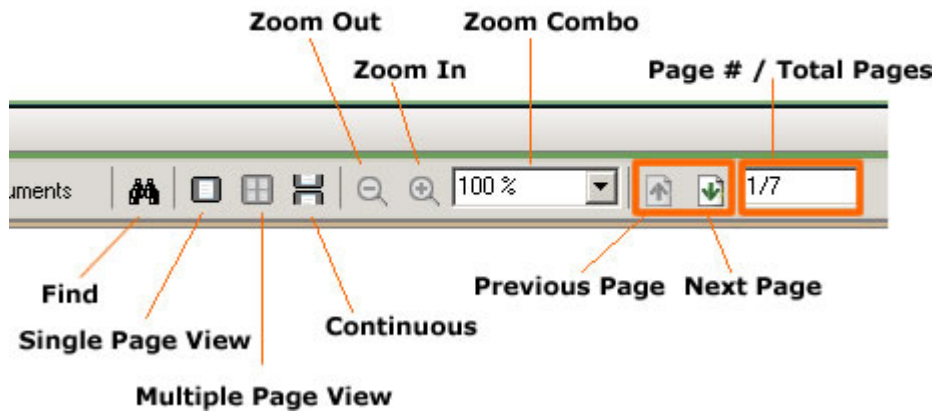 Zoom Out
Zoom Combo
Zoom In
Page # / Total Pages
uments
100 %
1/7
Previous Page
Next Page
Find
Continuous
Single Page View
Multiple Page View